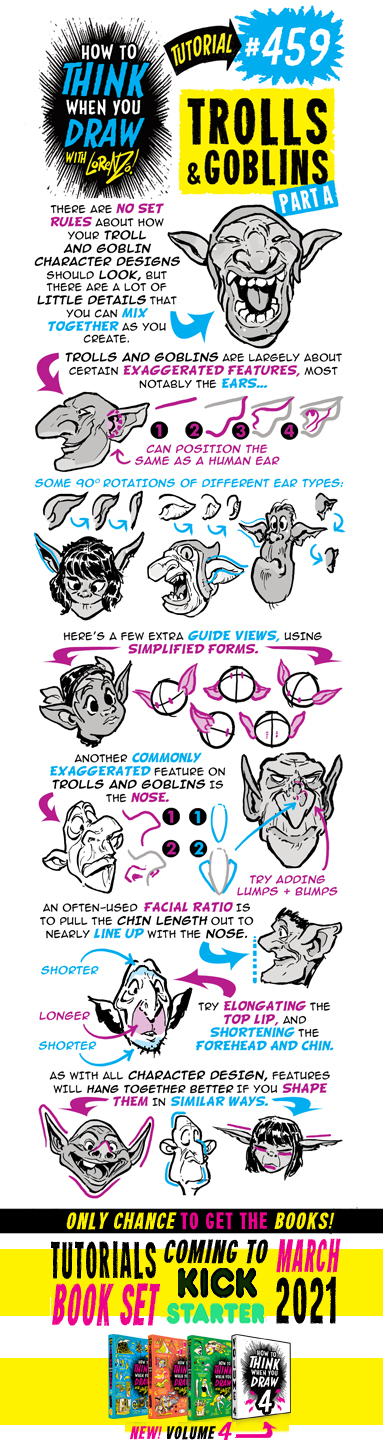 HOW TO
THINK
WHEN YOU
DRAW
WITH LORENZO!
TUTORIAL
#459
TROLLS
& GOBLINS
PART A
THERE ARE NO SET
RULES ABOUT HOW
YOUR TROLL
AND GOBLIN
CHARACTER DESIGNS
SHOULD LOOK, BUT
THERE ARE A LOT OF
LITTLE DETAILS THAT
YOU CAN MIX
TOGETHER AS YOU
CREATE.
TROLLS AND GOBLINS ARE LARGELY ABOUT
CERTAIN EXAGGERATED FEATURES, MOST
NOTABLY THE EARS...
1 2 3 4
CAN POSITION THE
SAME AS A HUMAN EAR
SOME 90° ROTATIONS OF DIFFERENT EAR TYPES:
HERE'S A FEW EXTRA GUIDE VIEWS, USING
SIMPLIFIED FORMS.
ANOTHER COMMONLY
EXAGGERATED FEATURE ON
TROLLS AND GOBLINS IS
THE NOSE.
1 1
2 2
TRY ADDING
LUMPS + BUMPS
AN OFTEN-USED FACIAL RATIO IS
TO PULL THE CHIN LENGTH OUT TO
NEARLY LINE UP WITH THE NOSE.
SHORTER
LONGER
SHORTER
TRY ELONGATING THE
TOP LIP, AND
SHORTENING THE
FOREHEAD AND CHIN.
AS WITH ALL CHARACTER DESIGN, FEATURES
WILL HANG TOGETHER BETTER IF YOU SHAPE
THEM IN SIMILAR WAYS.
ONLY CHANCE TO GET THE BOOKS!
TUTORIALS
BOOK SET
COMING TO
KICK
STARTER
MARCH
2021
HOW TO
THINK
WHEN YOU
DRAW
4
NEW! VOLUME 4